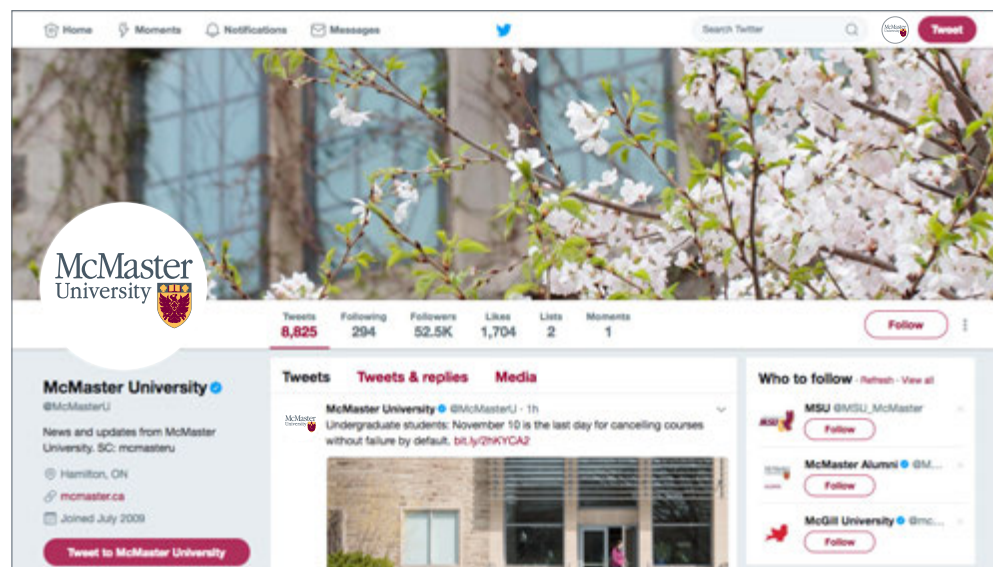 Home Moments Notifications Messages Search Twitter Tweet
McMaster
University
Tweets Following Followers Likes Lists Moments
8,825 294 52.5K 1,704 2 1
Follow
McMaster University
@McMasterU
News and updates from McMaster
University. SC: mcmasteru
Hamilton, ON
mcmaster.ca
Joined July 2009
Tweet to McMaster University
Tweets Tweets & replies Media
McMaster
University
McMaster University @McMasterU · 1h
Undergraduate students: November 10 is the last day for cancelling courses
without failure by default. bit.ly/2hKYCA2
Who to follow · Refresh · View all
MSU
MSU @MSU_McMaster
Follow
McMaster Alumni @M...
Follow
McGill University @mc...
Follow